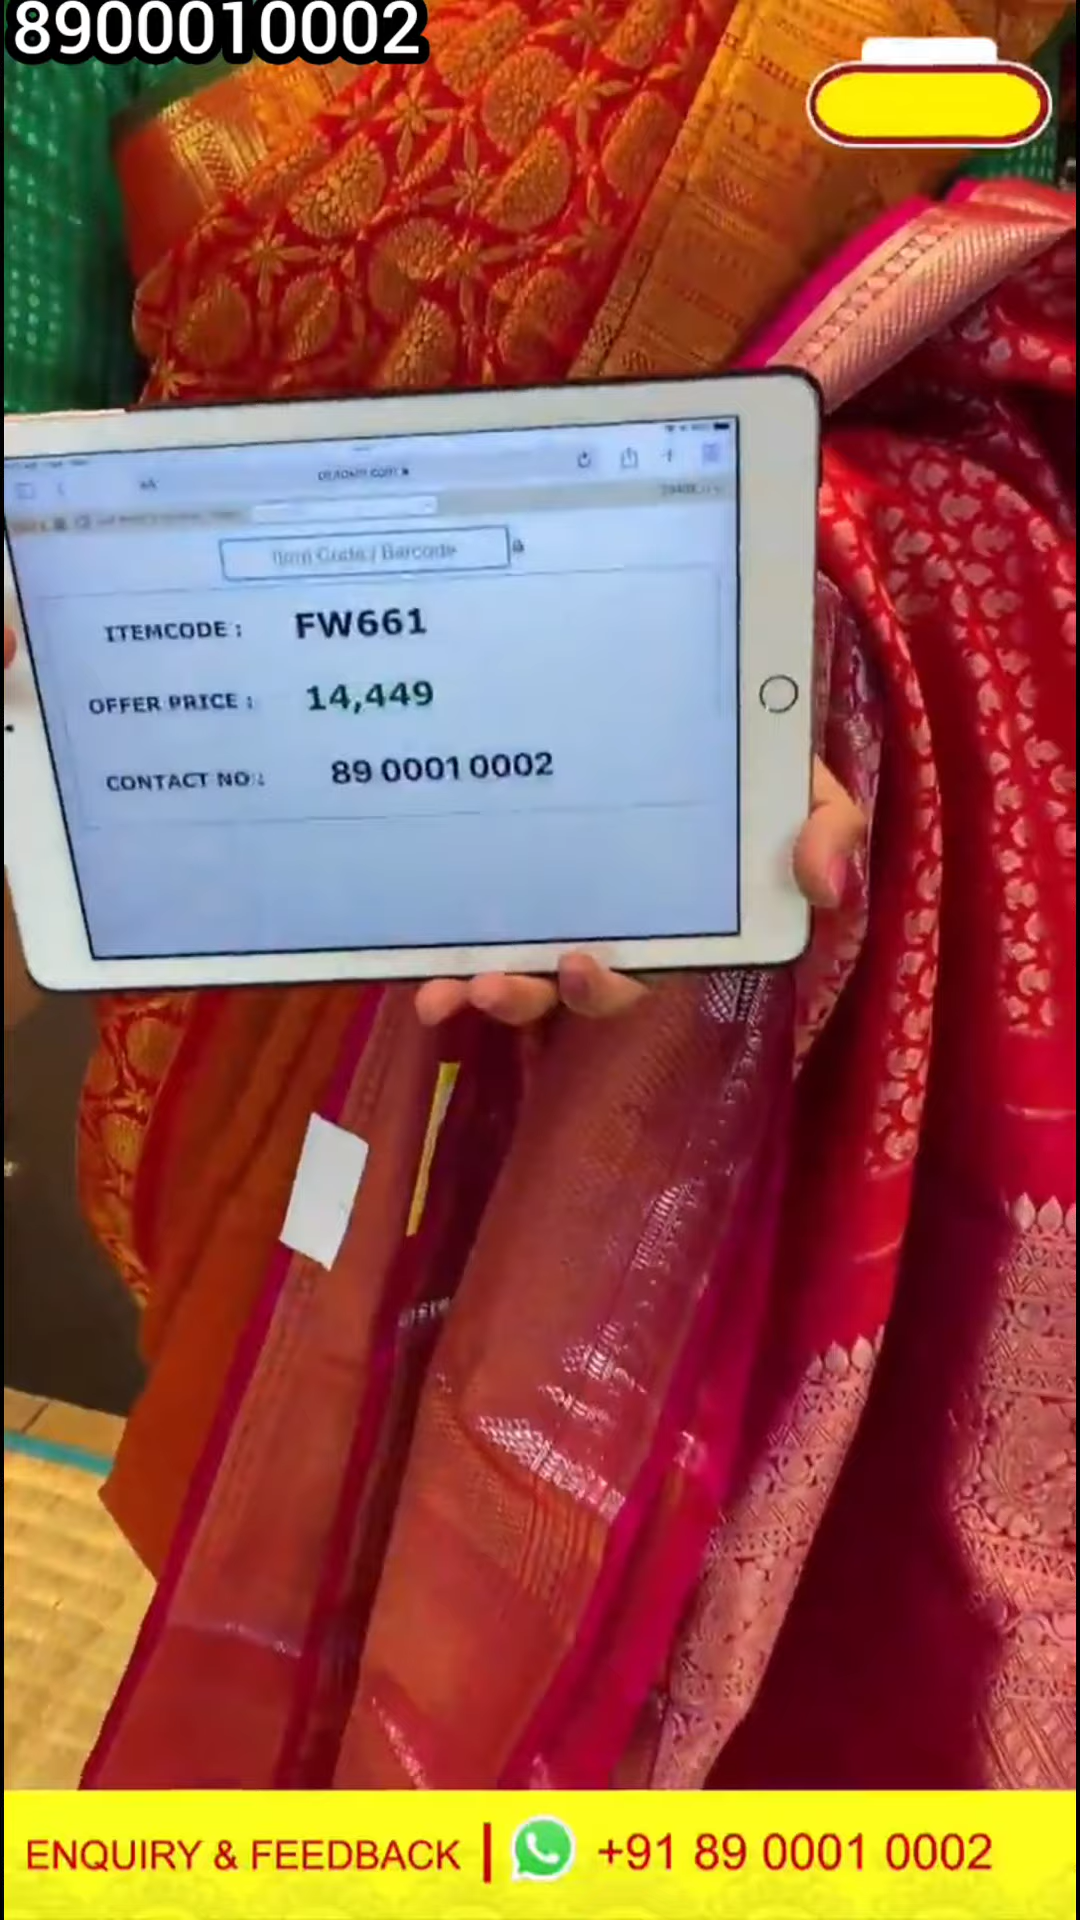 8900010002
Item Code / Barcode
ITEMCODE : FW661
OFFER PRICE : 14,449
CONTACT NO : 89 0001 0002
ENQUIRY & FEEDBACK | +91 89 0001 0002